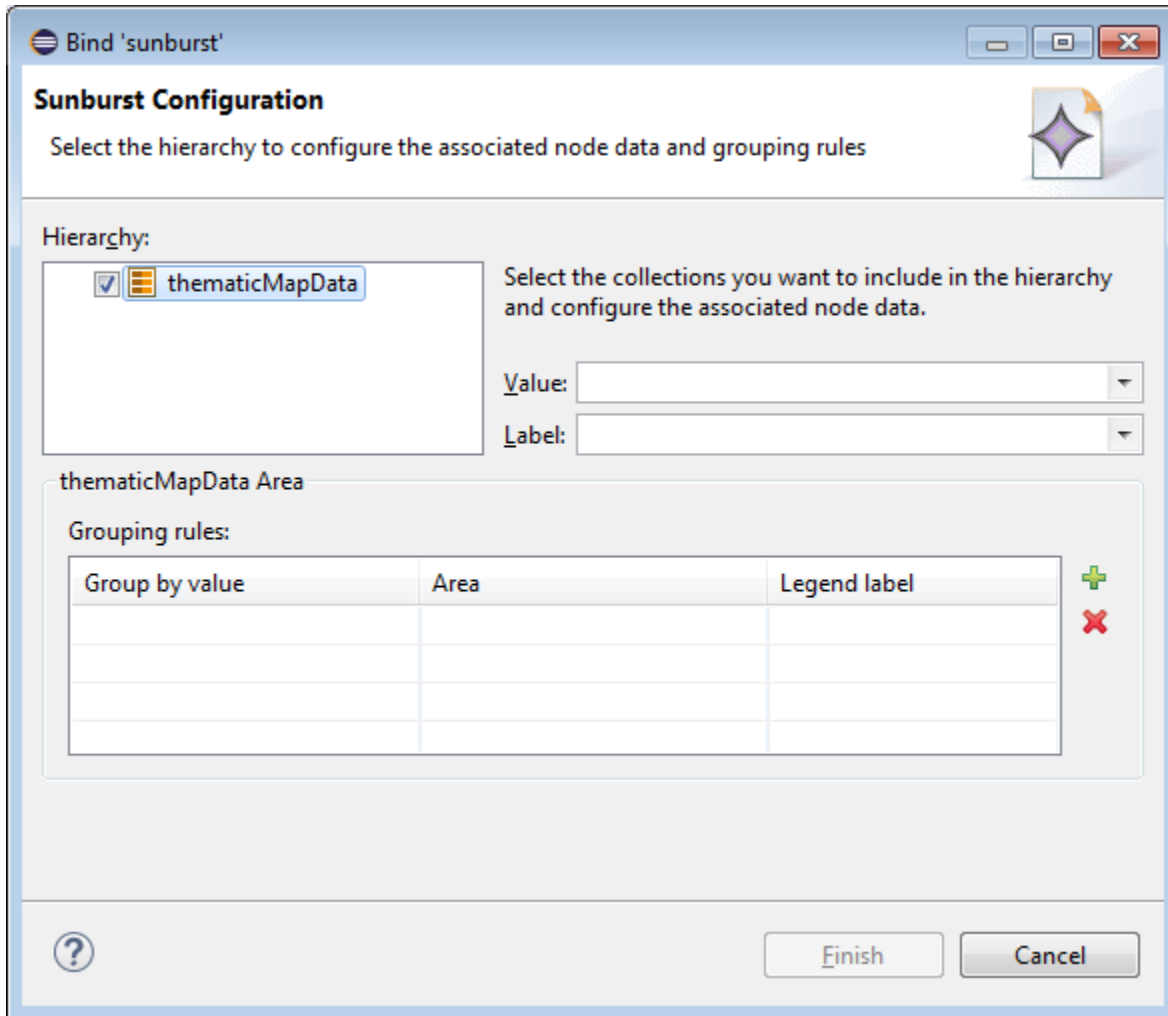 Bind 'sunburst'
Sunburst Configuration
Select the hierarchy to configure the associated node data and grouping rules
Hierarchy:
thematicMapData
Select the collections you want to include in the hierarchy
and configure the associated node data.
Value:
Label:
thematicMapData Area
Grouping rules:
Group by value Area Legend label
?
Finish Cancel